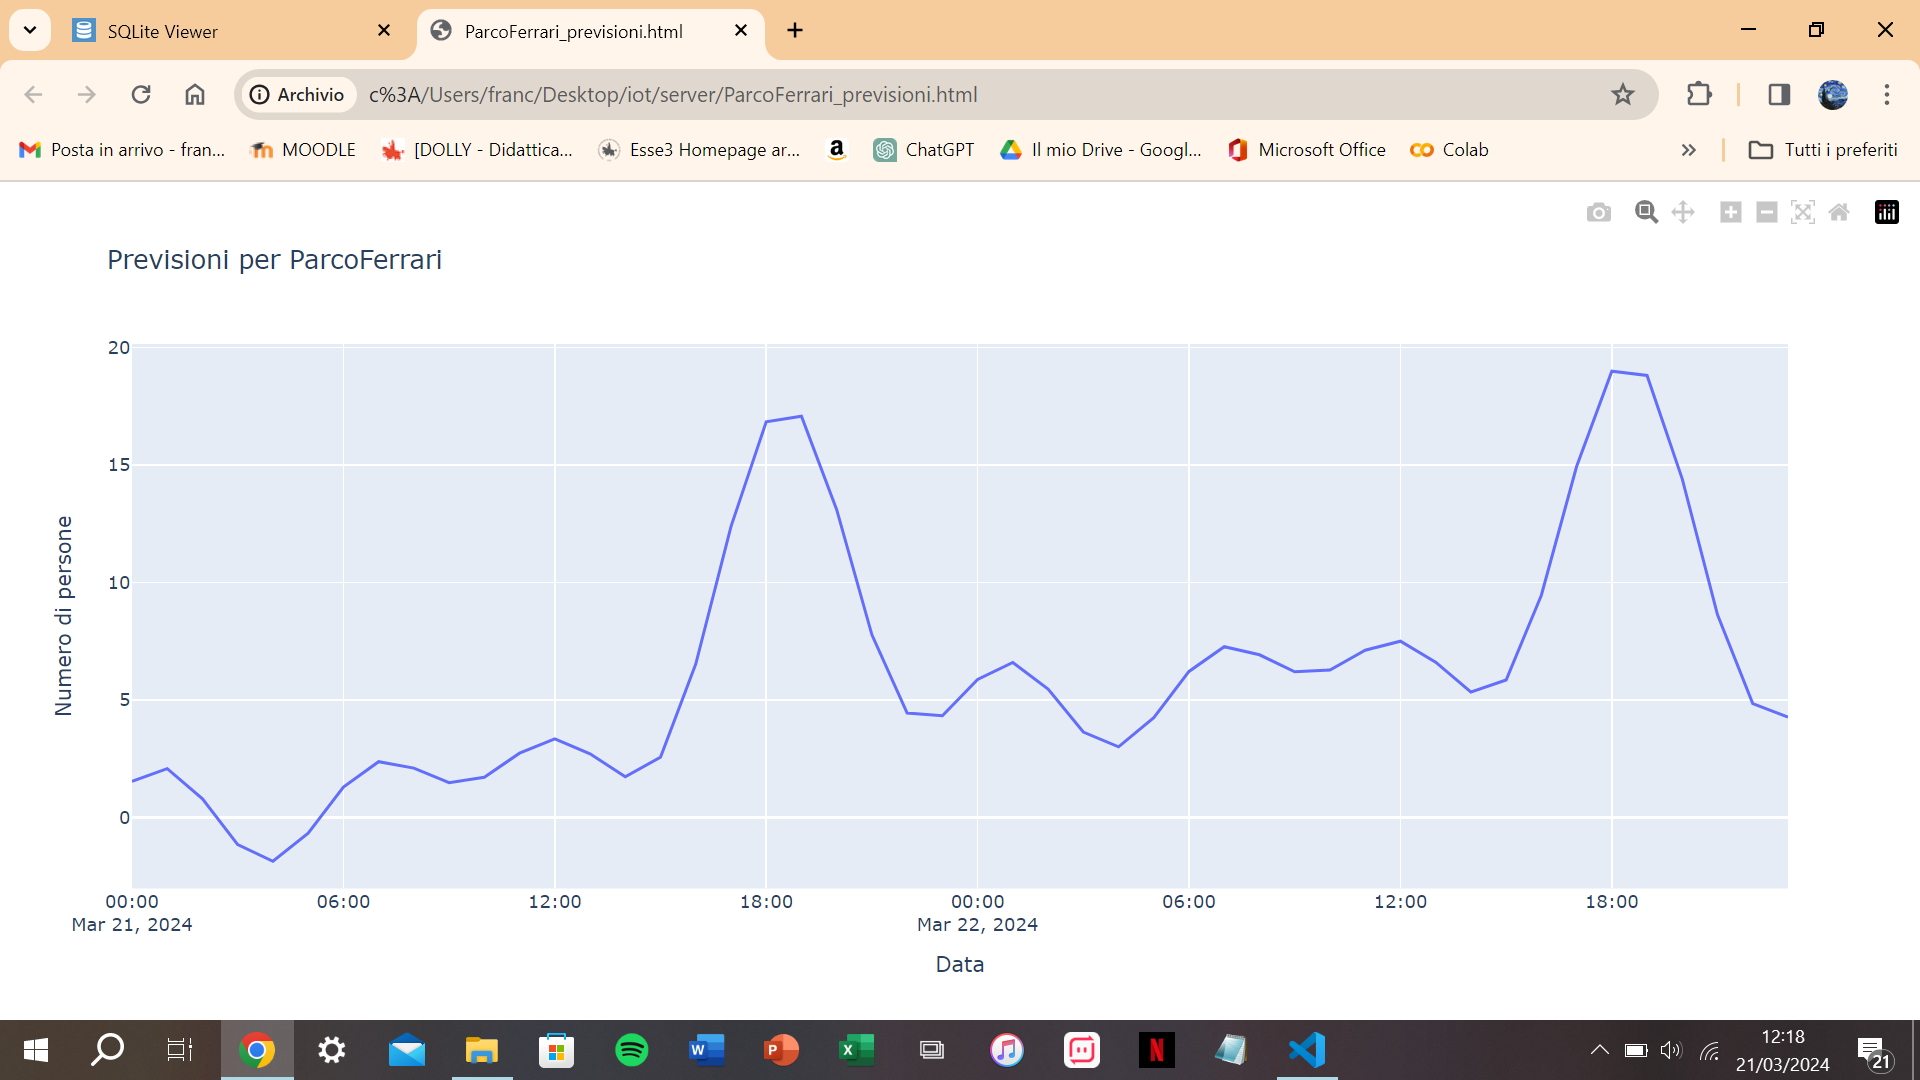 SQLite Viewer
ParcoFerrari_previsioni.html
Archivio
c%3A/Users/franc/Desktop/iot/server/ParcoFerrari_previsioni.html
Posta in arrivo - fran...
MOODLE
[DOLLY - Didattica...
Esse3 Homepage ar...
ChatGPT
Il mio Drive - Googl...
Microsoft Office
Colab
Tutti i preferiti
Previsioni per ParcoFerrari
20
15
10
5
0
Numero di persone
00:00 06:00 12:00 18:00 00:00 06:00 12:00 18:00
Mar 21, 2024 Mar 22, 2024
Data
12:18
21/03/2024
21